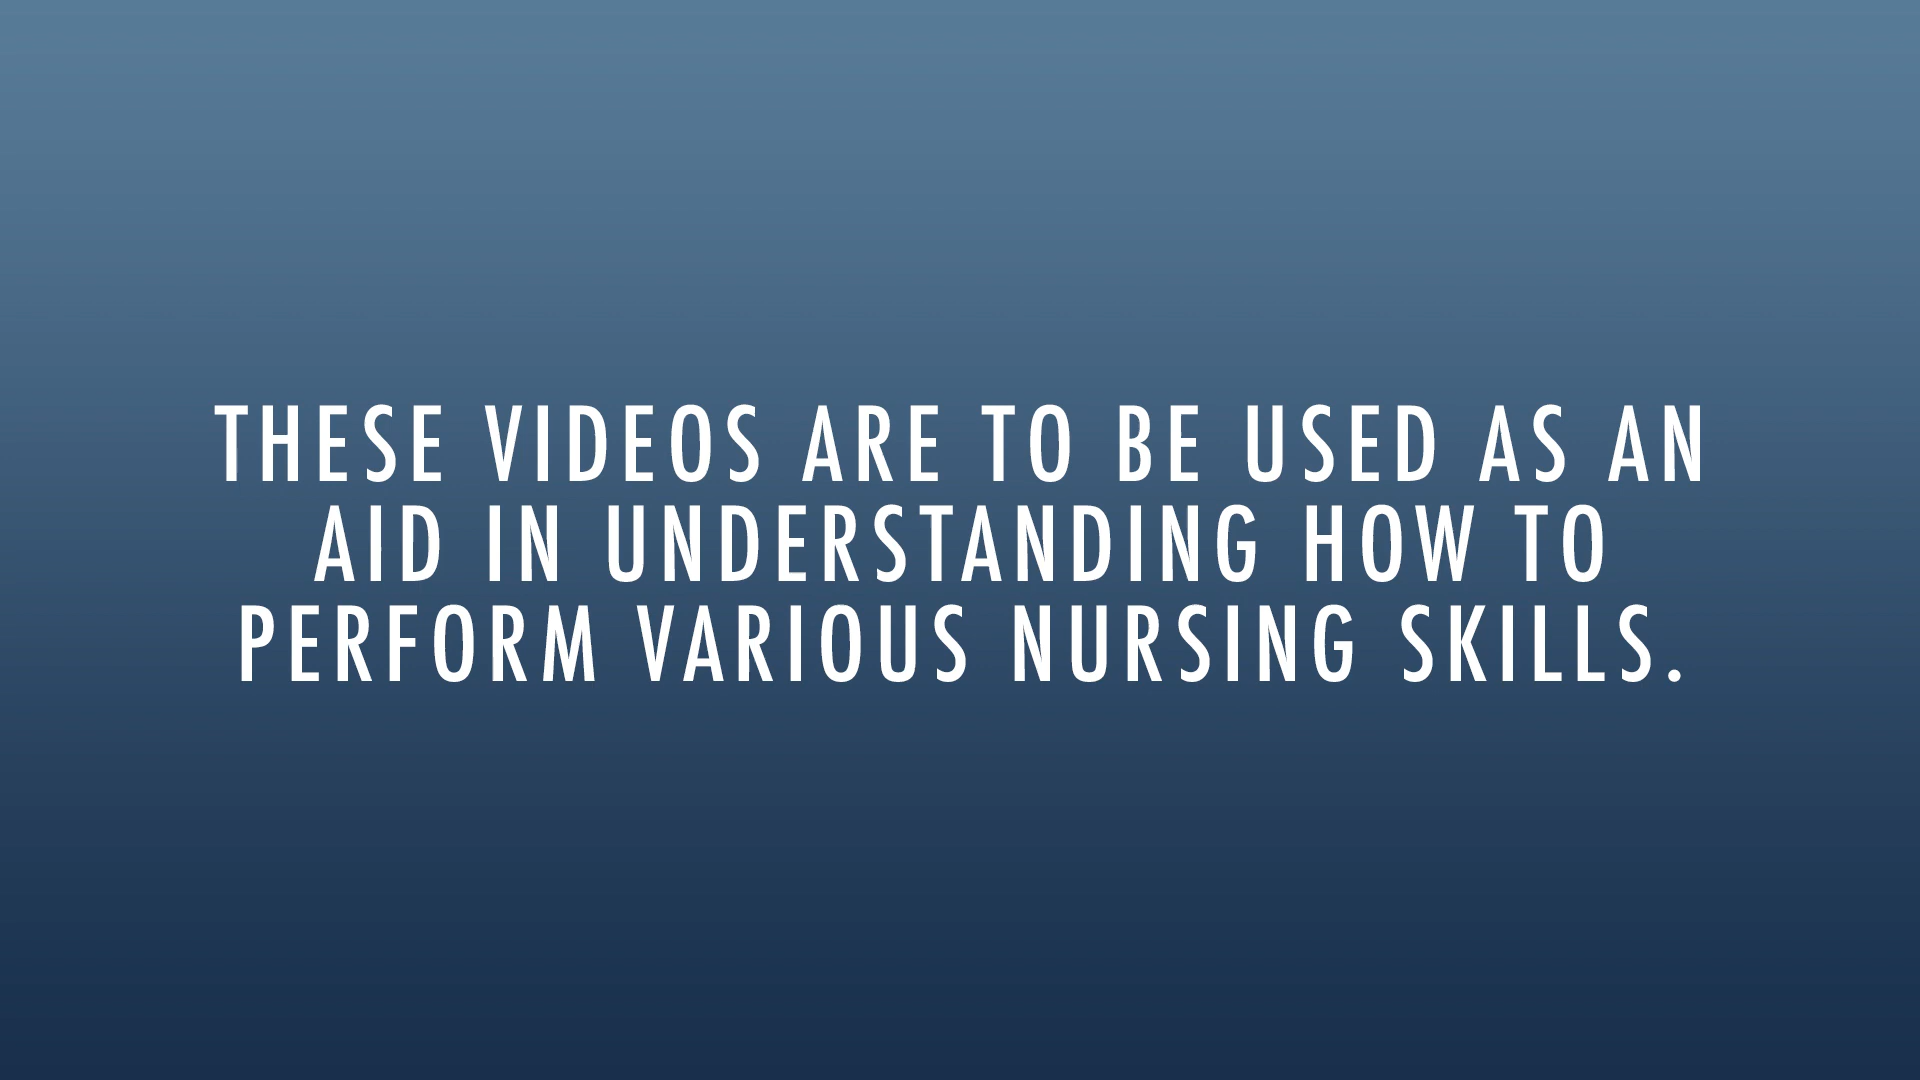 THESE VIDEOS ARE TO BE USED AS AN
AID IN UNDERSTANDING HOW TO
PERFORM VARIOUS NURSING SKILLS.